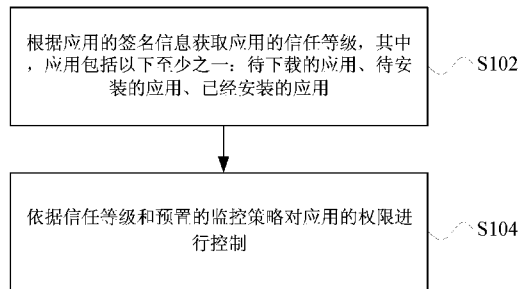 根据应用的签名信息获取应用的信任等级，其中
，应用包括以下至少之一：待下载的应用、待安
装的应用、已经安装的应用
S102
依据信任等级和预置的监控策略对应用的权限进
行控制
S104